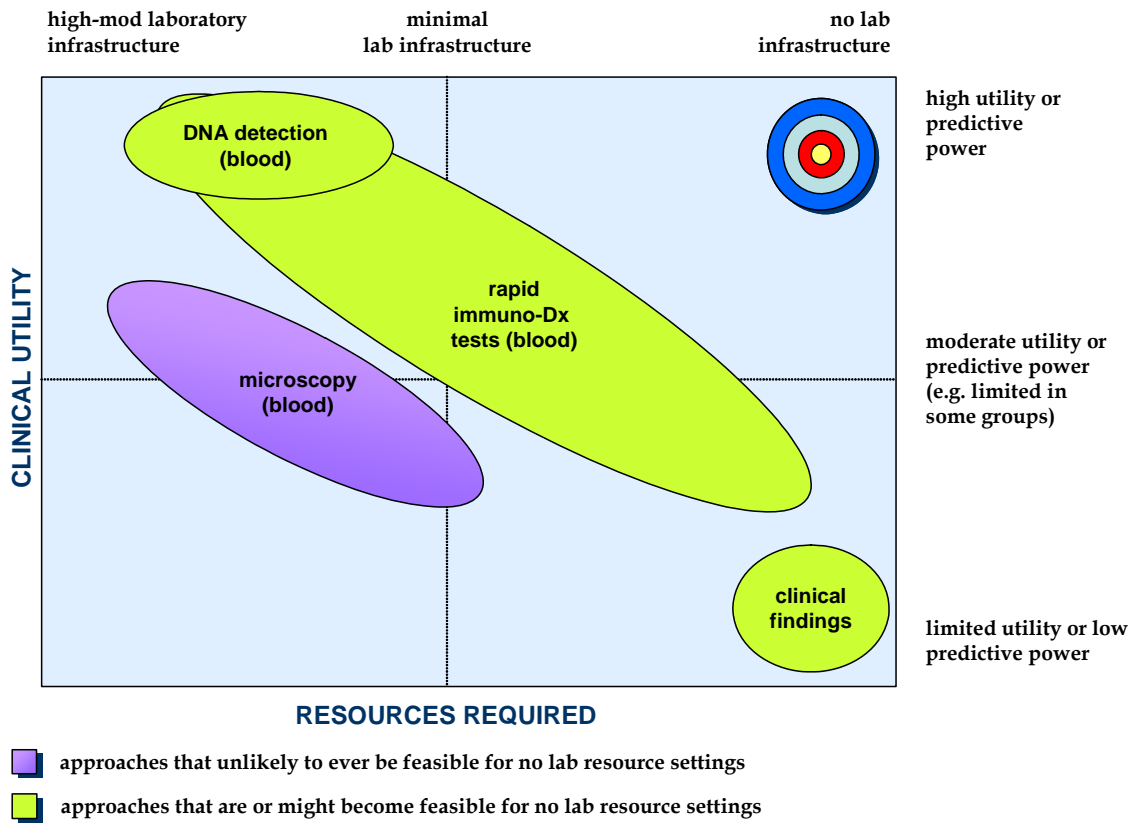 high-mod laboratory
infrastructure
minimal
lab infrastructure
no lab
infrastructure
high utility or
predictive
power
DNA detection
(blood)
rapid
immuno-Dx
tests (blood)
microscopy
(blood)
CLINICAL UTILITY
moderate utility or
predictive power
(e.g. limited in
some groups)
clinical
findings
limited utility or low
predictive power
RESOURCES REQUIRED
approaches that unlikely to ever be feasible for no lab resource settings
approaches that are or might become feasible for no lab resource settings